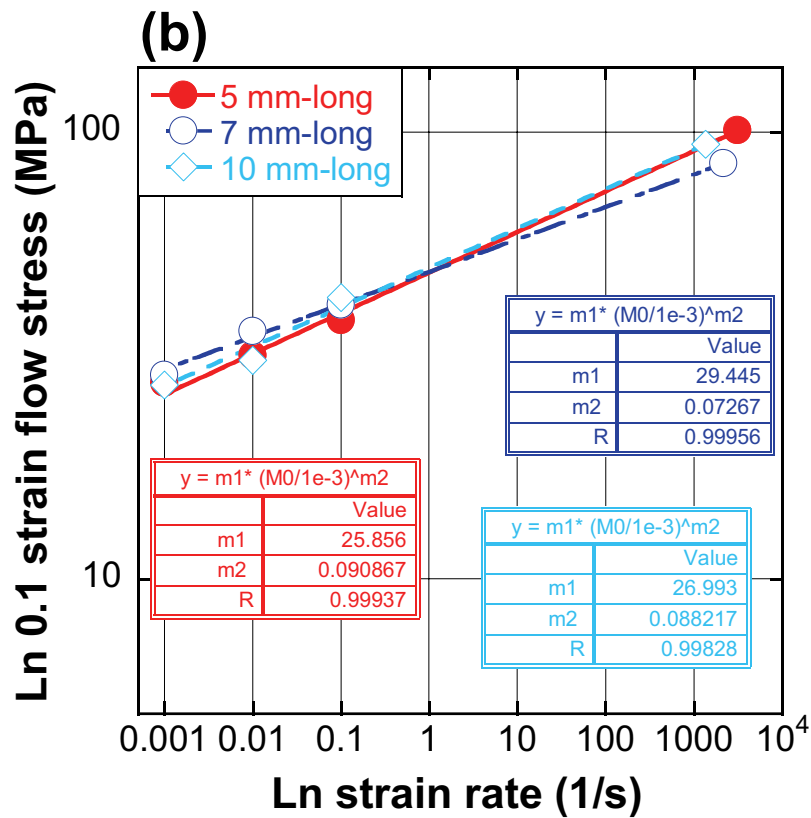 (b)
5 mm-long
7 mm-long
10 mm-long
Ln 0.1 strain flow stress (MPa)
100
10
y = m1* (M0/1e-3)^m2
Value
m1 29.445
m2 0.07267
R 0.99956
y = m1* (M0/1e-3)^m2
Value
m1 25.856
m2 0.090867
R 0.99937
y = m1* (M0/1e-3)^m2
Value
m1 26.993
m2 0.088217
R 0.99828
0.001 0.01 0.1 1 10 100 1000 10⁴
Ln strain rate (1/s)